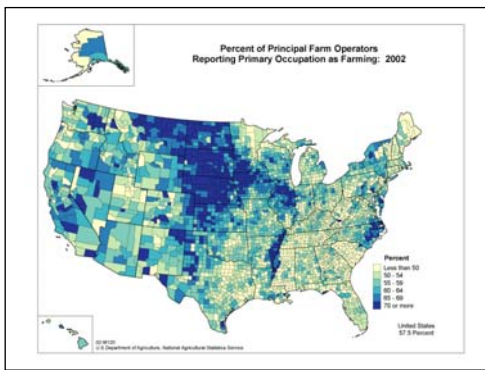 Percent of Principal Farm Operators
Reporting Primary Occupation as Farming: 2002
Percent
Less than 50
50 - 54
55 - 59
60 - 64
65 - 69
70 or more
United States
57.5 Percent
02-M120
U.S. Department of Agriculture, National Agricultural Statistics Service